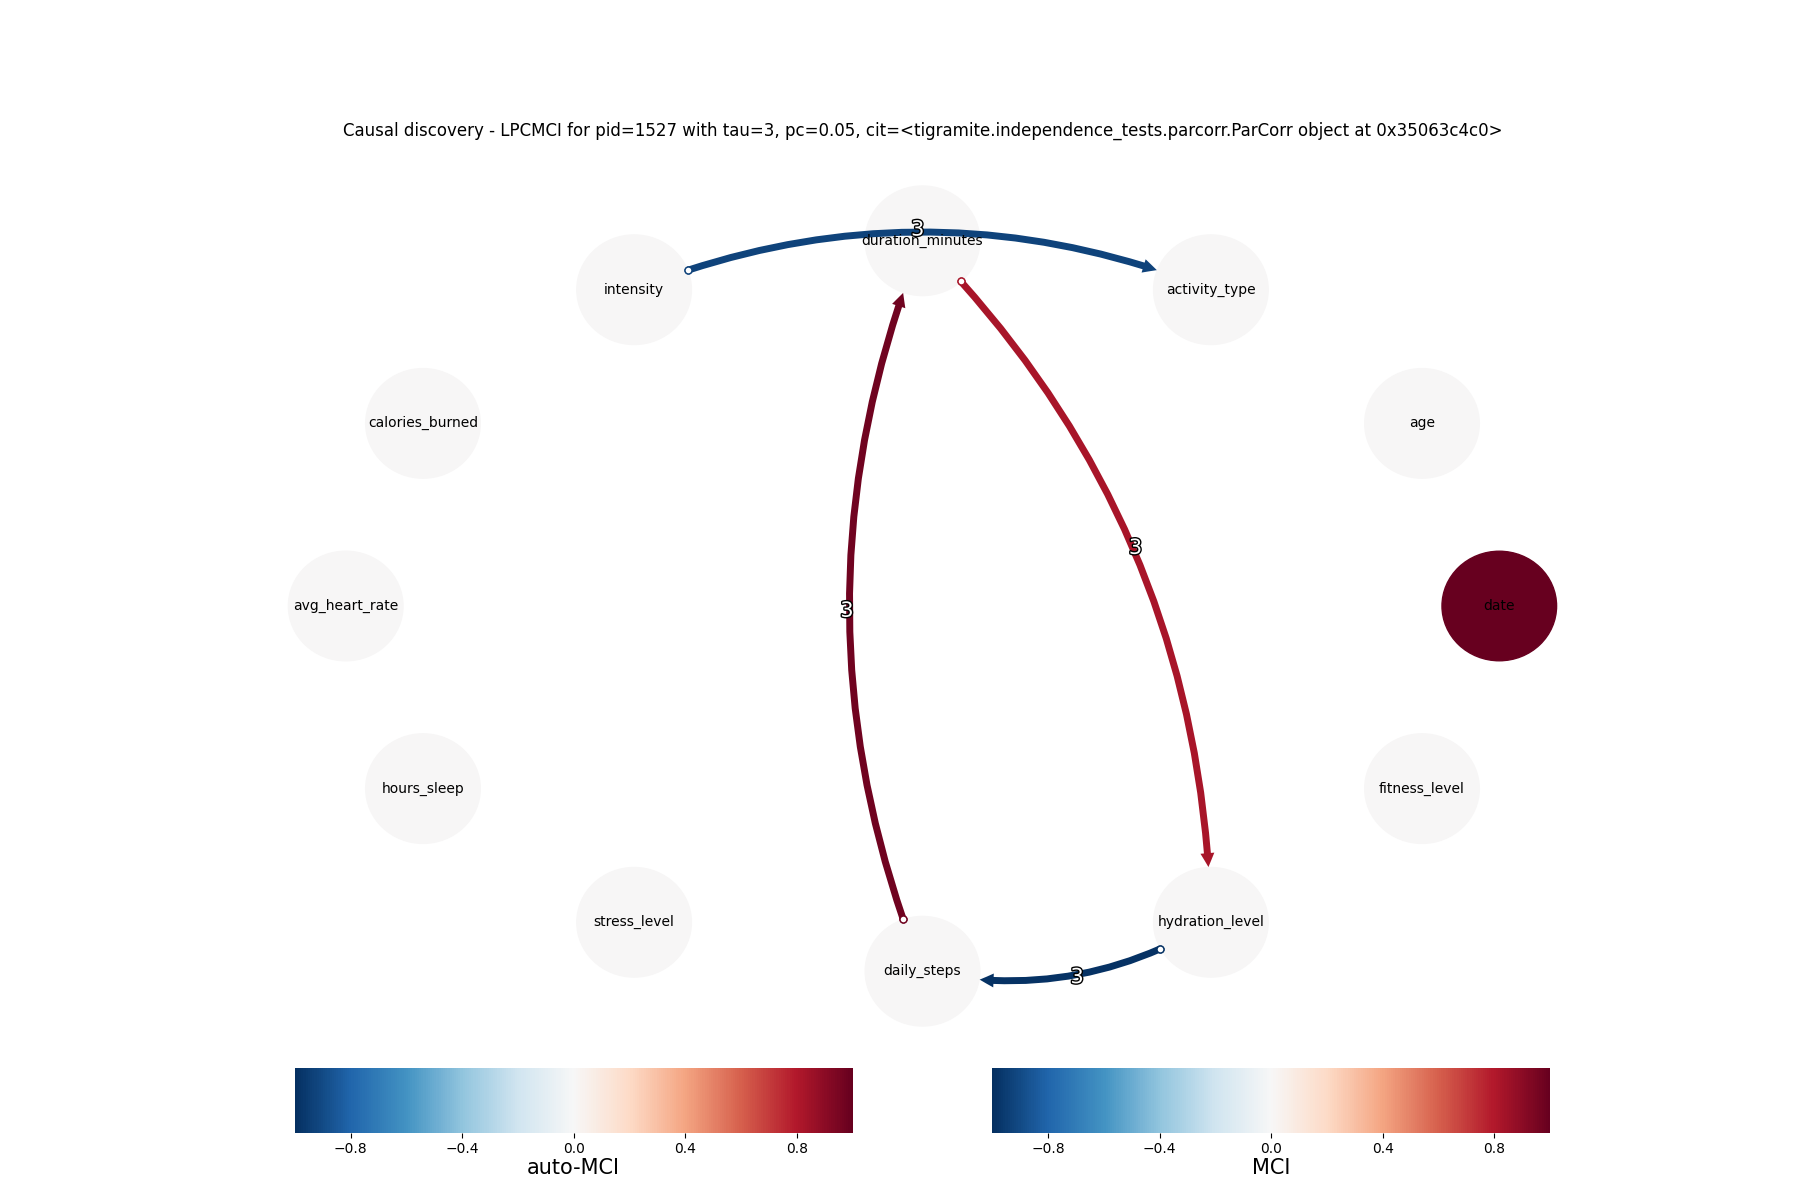 Causal discovery - LPCMCI for pid=1527 with tau=3, pc=0.05, cit=<tigramite.independence_tests.parcorr.ParCorr object at 0x35063c4c0>
3
duration_minutes
intensity
activity_type
calories_burned
age
3
avg_heart_rate
3
date
hours_sleep
fitness_level
stress_level
hydration_level
daily_steps
3
−0.8 −0.4 0.0 0.4 0.8
auto-MCI
−0.8 −0.4 0.0 0.4 0.8
MCI